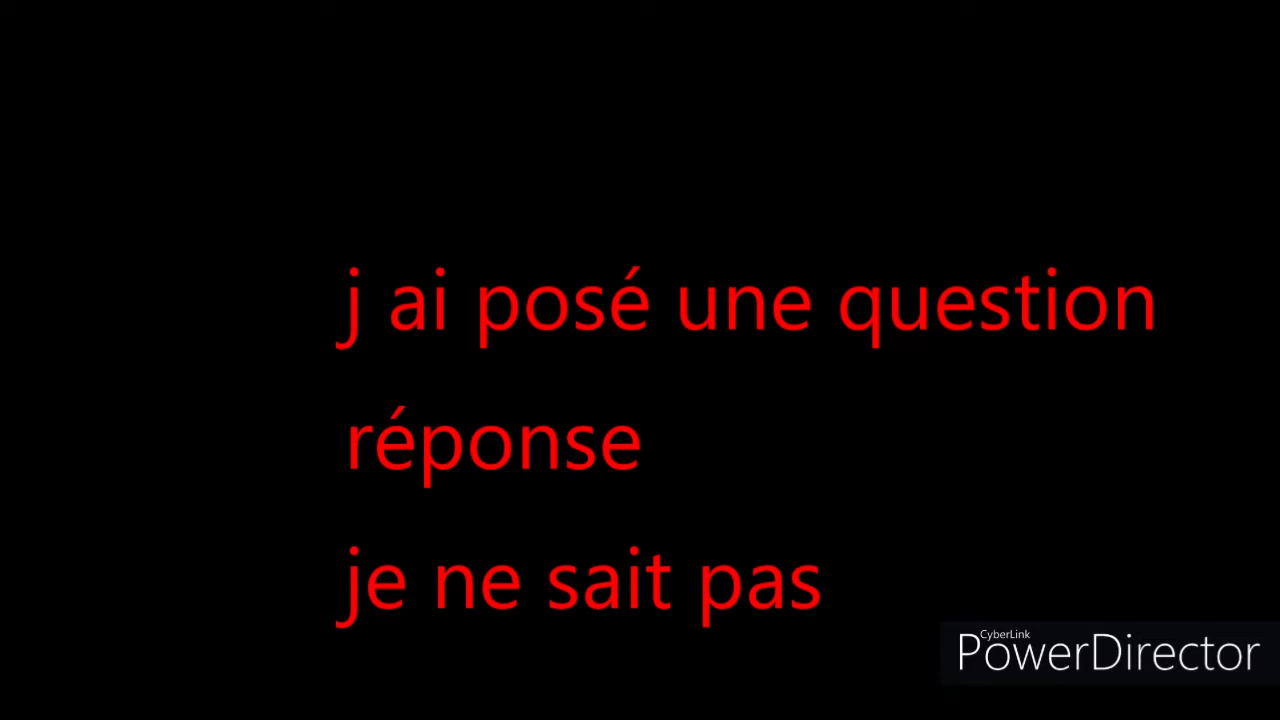 j ai posé une question
réponse
je ne sait pas
CyberLink
PowerDirector